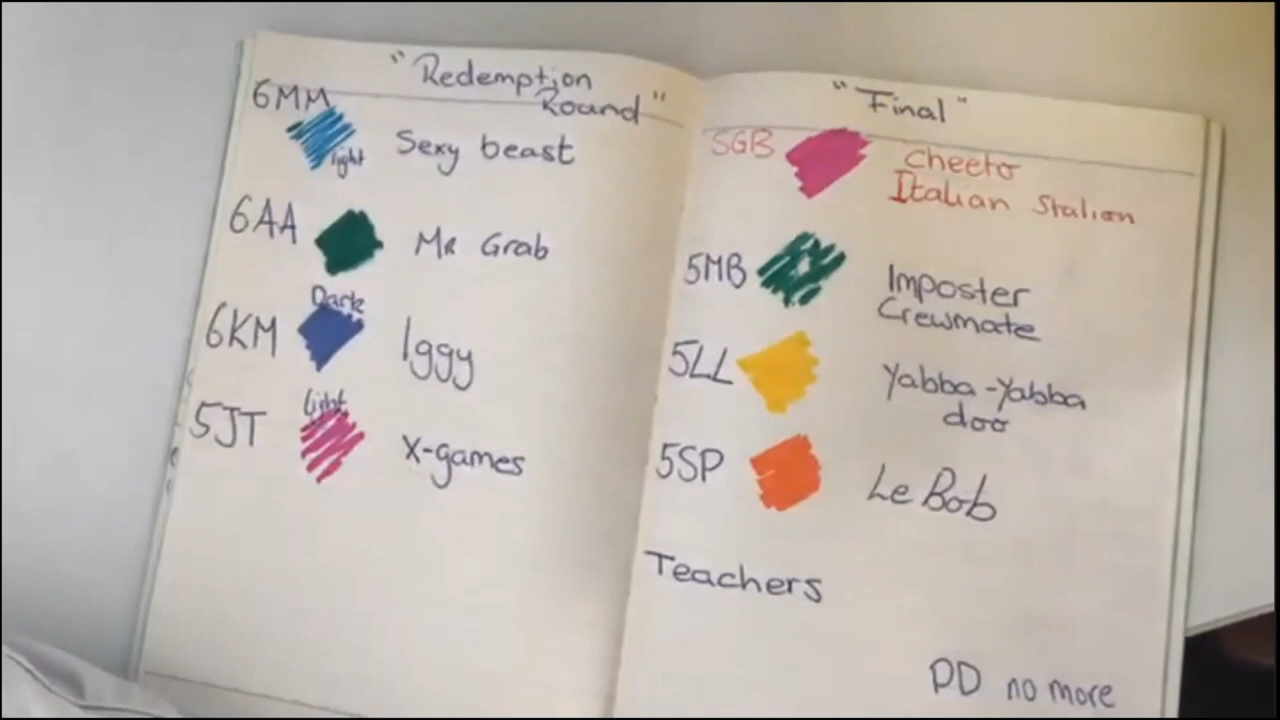 "Redemption
Round"
6MM
light
Sexy beast
6AA
Mr Grab
Dark
6KM
Iggy
light
5JT
X-games
"Final"
5GB
Cheeto
Italian Stalion
5MB
Imposter
Crewmate
5LL
Yabba-Yabba
doo
5SP
Le Bob
Teachers
PD no more